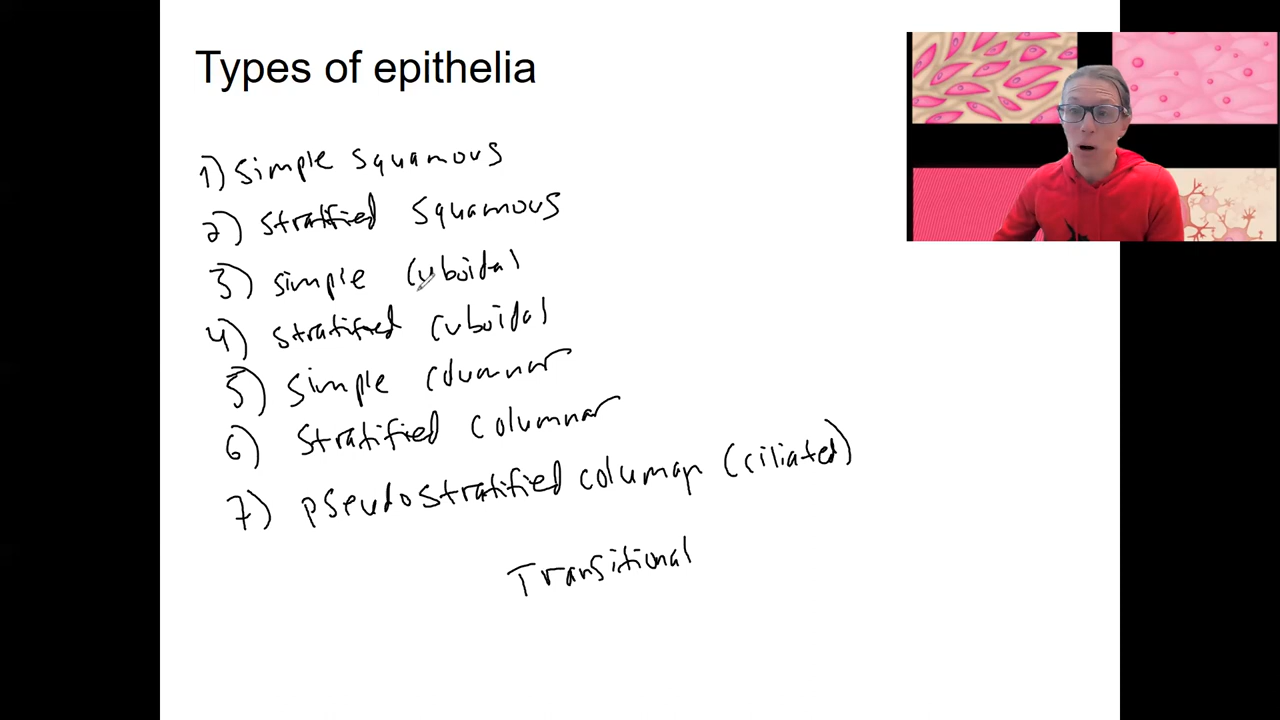 Types of epithelia
1) simple squamous
2) stratified squamous
3) simple cuboidal
4) stratified cuboidal
5) simple columnar
6) stratified columnar
7) pseudostratified columar (ciliated)
Transitional